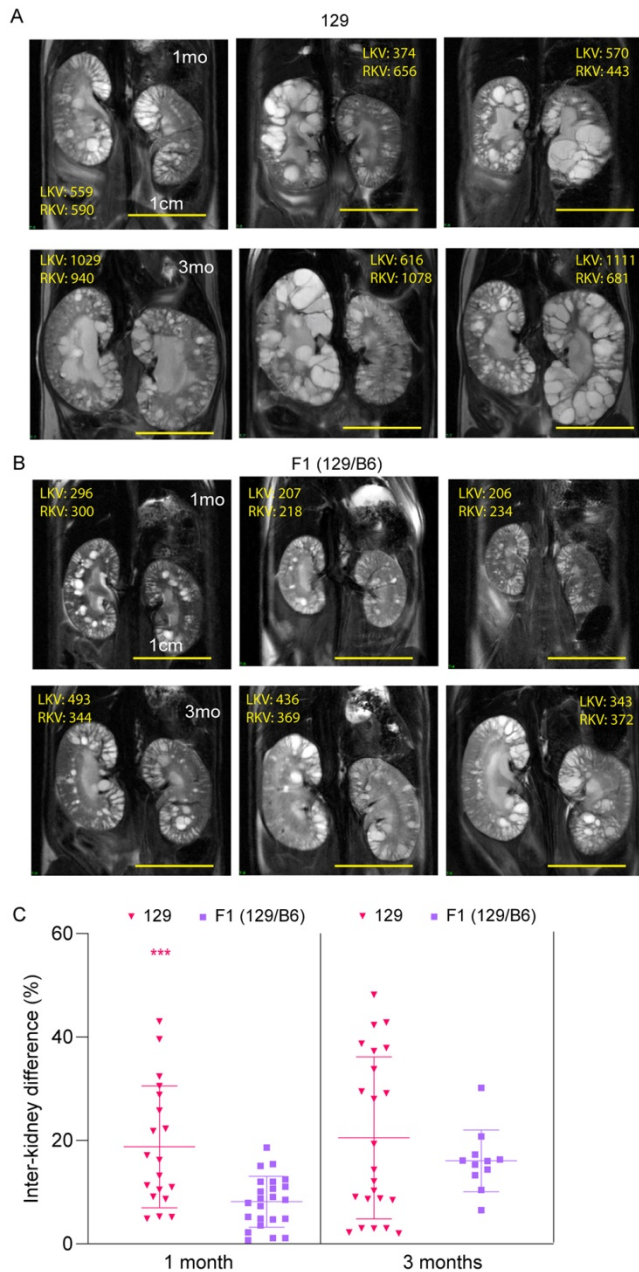 A
129
1mo
LKV: 559
RKV: 590
1cm
LKV: 374
RKV: 656
LKV: 570
RKV: 443
LKV: 1029
RKV: 940
3mo
LKV: 616
RKV: 1078
LKV: 1111
RKV: 681
B
F1 (129/B6)
LKV: 296
RKV: 300
1mo
1cm
LKV: 207
RKV: 218
LKV: 206
RKV: 234
LKV: 493
RKV: 344
3mo
LKV: 436
RKV: 369
LKV: 343
RKV: 372
C
129 F1 (129/B6) 129 F1 (129/B6)
60
***
40
20
0
Inter-kidney difference (%)
1 month 3 months